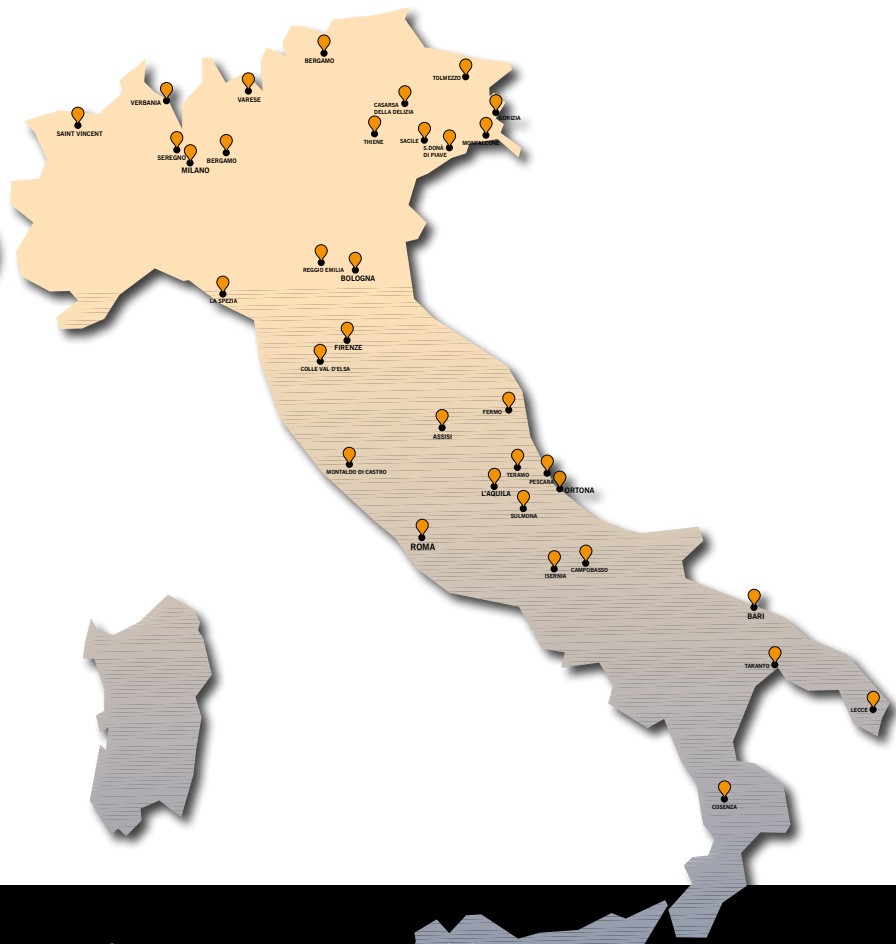 BERGAMO
TOLMEZZO
VERBANIA
VARESE
CASARSA
DELLA DELIZIA
GORIZIA
SAINT VINCENT
THIENE
SACILE
S.DONÀ
DI PIAVE
MONFALCONE
SEREGNO
MILANO
BERGAMO
REGGIO EMILIA
BOLOGNA
LA SPEZIA
FIRENZE
COLLE VAL D'ELSA
FERMO
ASSISI
MONTALDO DI CASTRO
TERAMO
PESCARA
L'AQUILA
ORTONA
SULMONA
ROMA
ISERNIA
CAMPOBASSO
BARI
TARANTO
LECCE
COSENZA